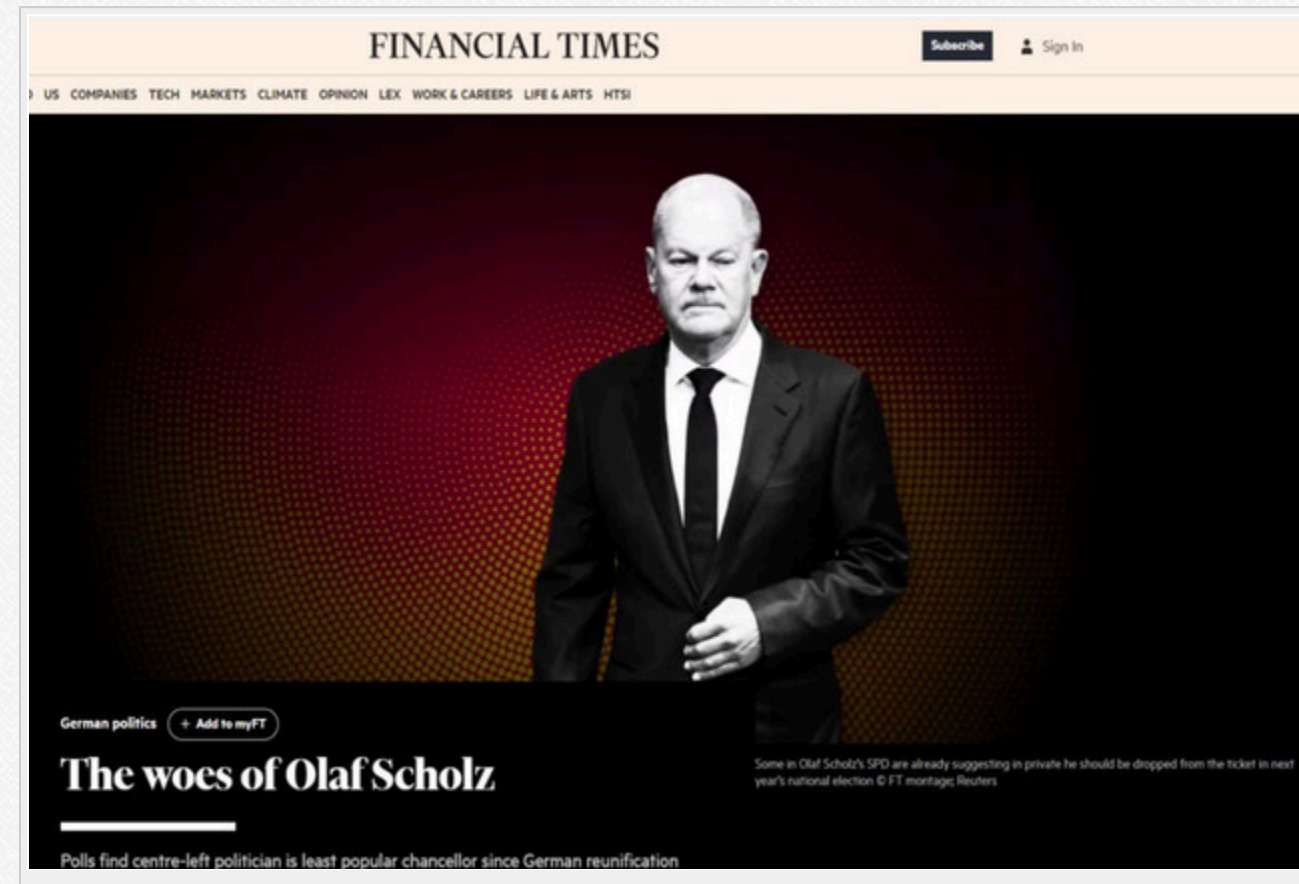 FINANCIAL TIMES
Subscribe
Sign In
US COMPANIES TECH MARKETS CLIMATE OPINION LEX WORK & CAREERS LIFE & ARTS HTSI
German politics
+ Add to myFT
The woes of Olaf Scholz
Some in Olaf Scholz's SPD are already suggesting in private he should be dropped from the ticket in next
year's national election © FT montage; Reuters
Polls find centre-left politician is least popular chancellor since German reunification